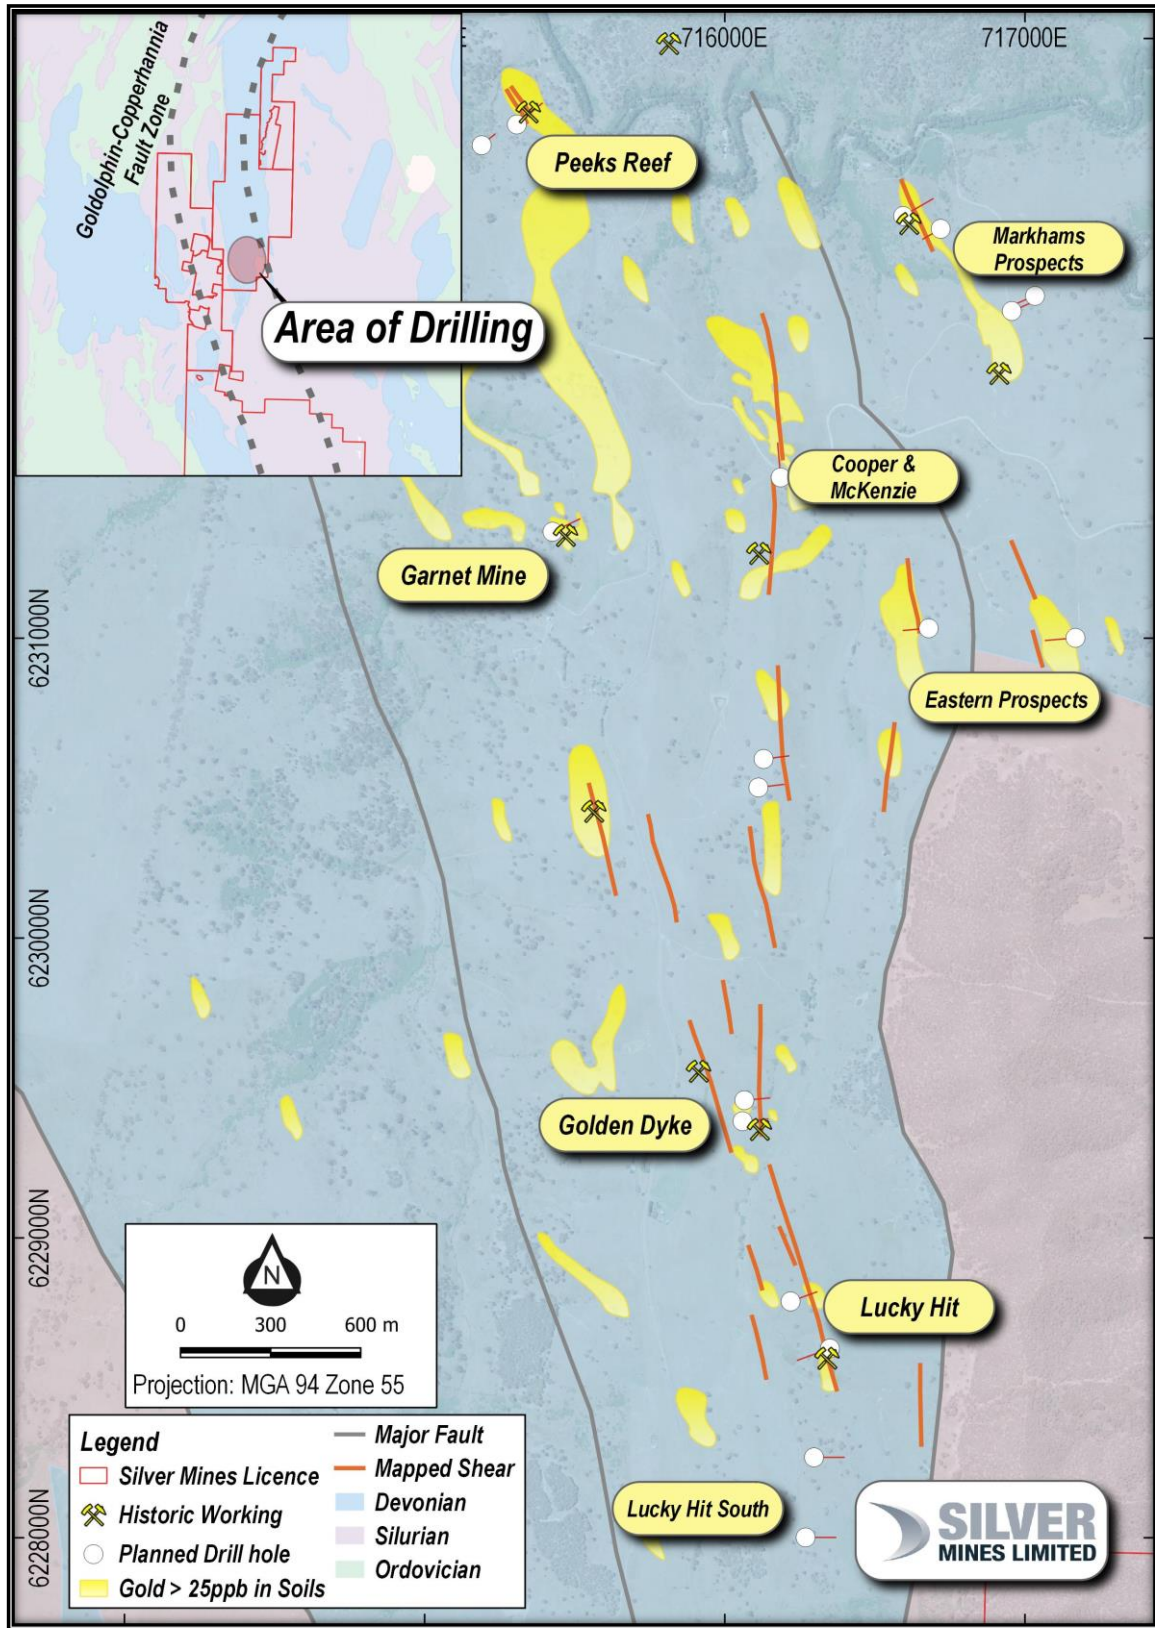 E
716000E
717000E
Goldolphin-Copperhannia
Fault Zone
Area of Drilling
Peeks Reef
Markhams
Prospects
Cooper &
McKenzie
Garnet Mine
6231000N
Eastern Prospects
6230000N
Golden Dyke
6229000N
N
0 300 600 m
Projection: MGA 94 Zone 55
Lucky Hit
Lucky Hit South
6228000N
Legend
Silver Mines Licence
Historic Working
Planned Drill hole
Gold > 25ppb in Soils
Major Fault
Mapped Shear
Devonian
Silurian
Ordovician
SILVER
MINES LIMITED